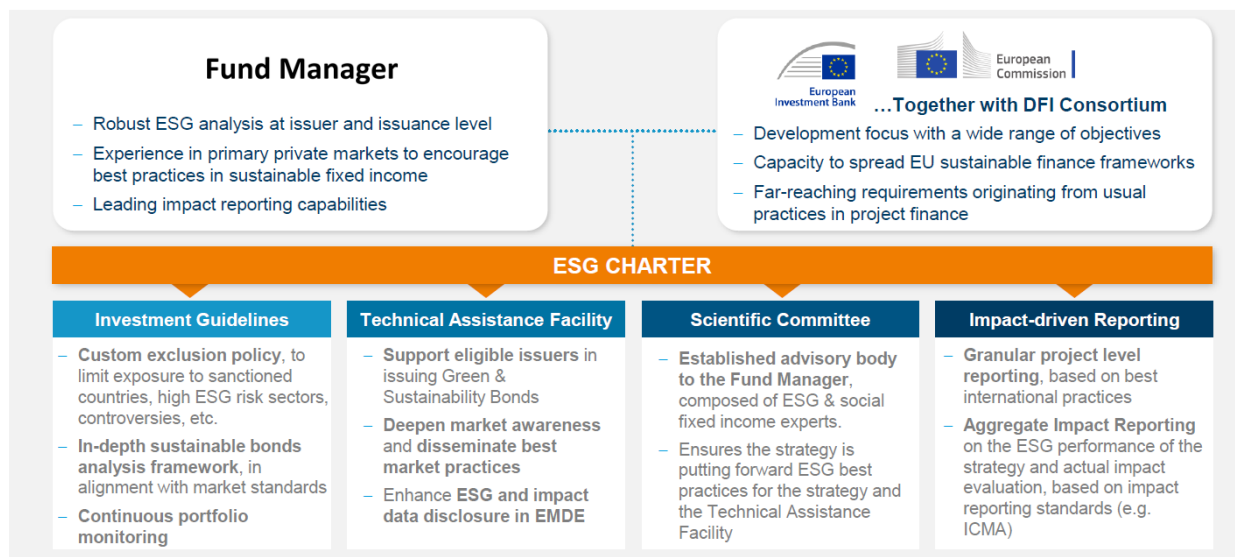 Fund Manager
– Robust ESG analysis at issuer and issuance level
– Experience in primary private markets to encourage
best practices in sustainable fixed income
– Leading impact reporting capabilities
European
Investment Bank
European
Commission
…Together with DFI Consortium
– Development focus with a wide range of objectives
– Capacity to spread EU sustainable finance frameworks
– Far-reaching requirements originating from usual
practices in project finance
ESG CHARTER
Investment Guidelines
– Custom exclusion policy, to
limit exposure to sanctioned
countries, high ESG risk sectors,
controversies, etc.
– In-depth sustainable bonds
analysis framework, in
alignment with market standards
– Continuous portfolio
monitoring
Technical Assistance Facility
– Support eligible issuers in
issuing Green &
Sustainability Bonds
– Deepen market awareness
and disseminate best
market practices
– Enhance ESG and impact
data disclosure in EMDE
Scientific Committee
– Established advisory body
to the Fund Manager,
composed of ESG & social
fixed income experts.
– Ensures the strategy is
putting forward ESG best
practices for the strategy and
the Technical Assistance
Facility
Impact-driven Reporting
– Granular project level
reporting, based on best
international practices
– Aggregate Impact Reporting
on the ESG performance of the
strategy and actual impact
evaluation, based on impact
reporting standards (e.g.
ICMA)